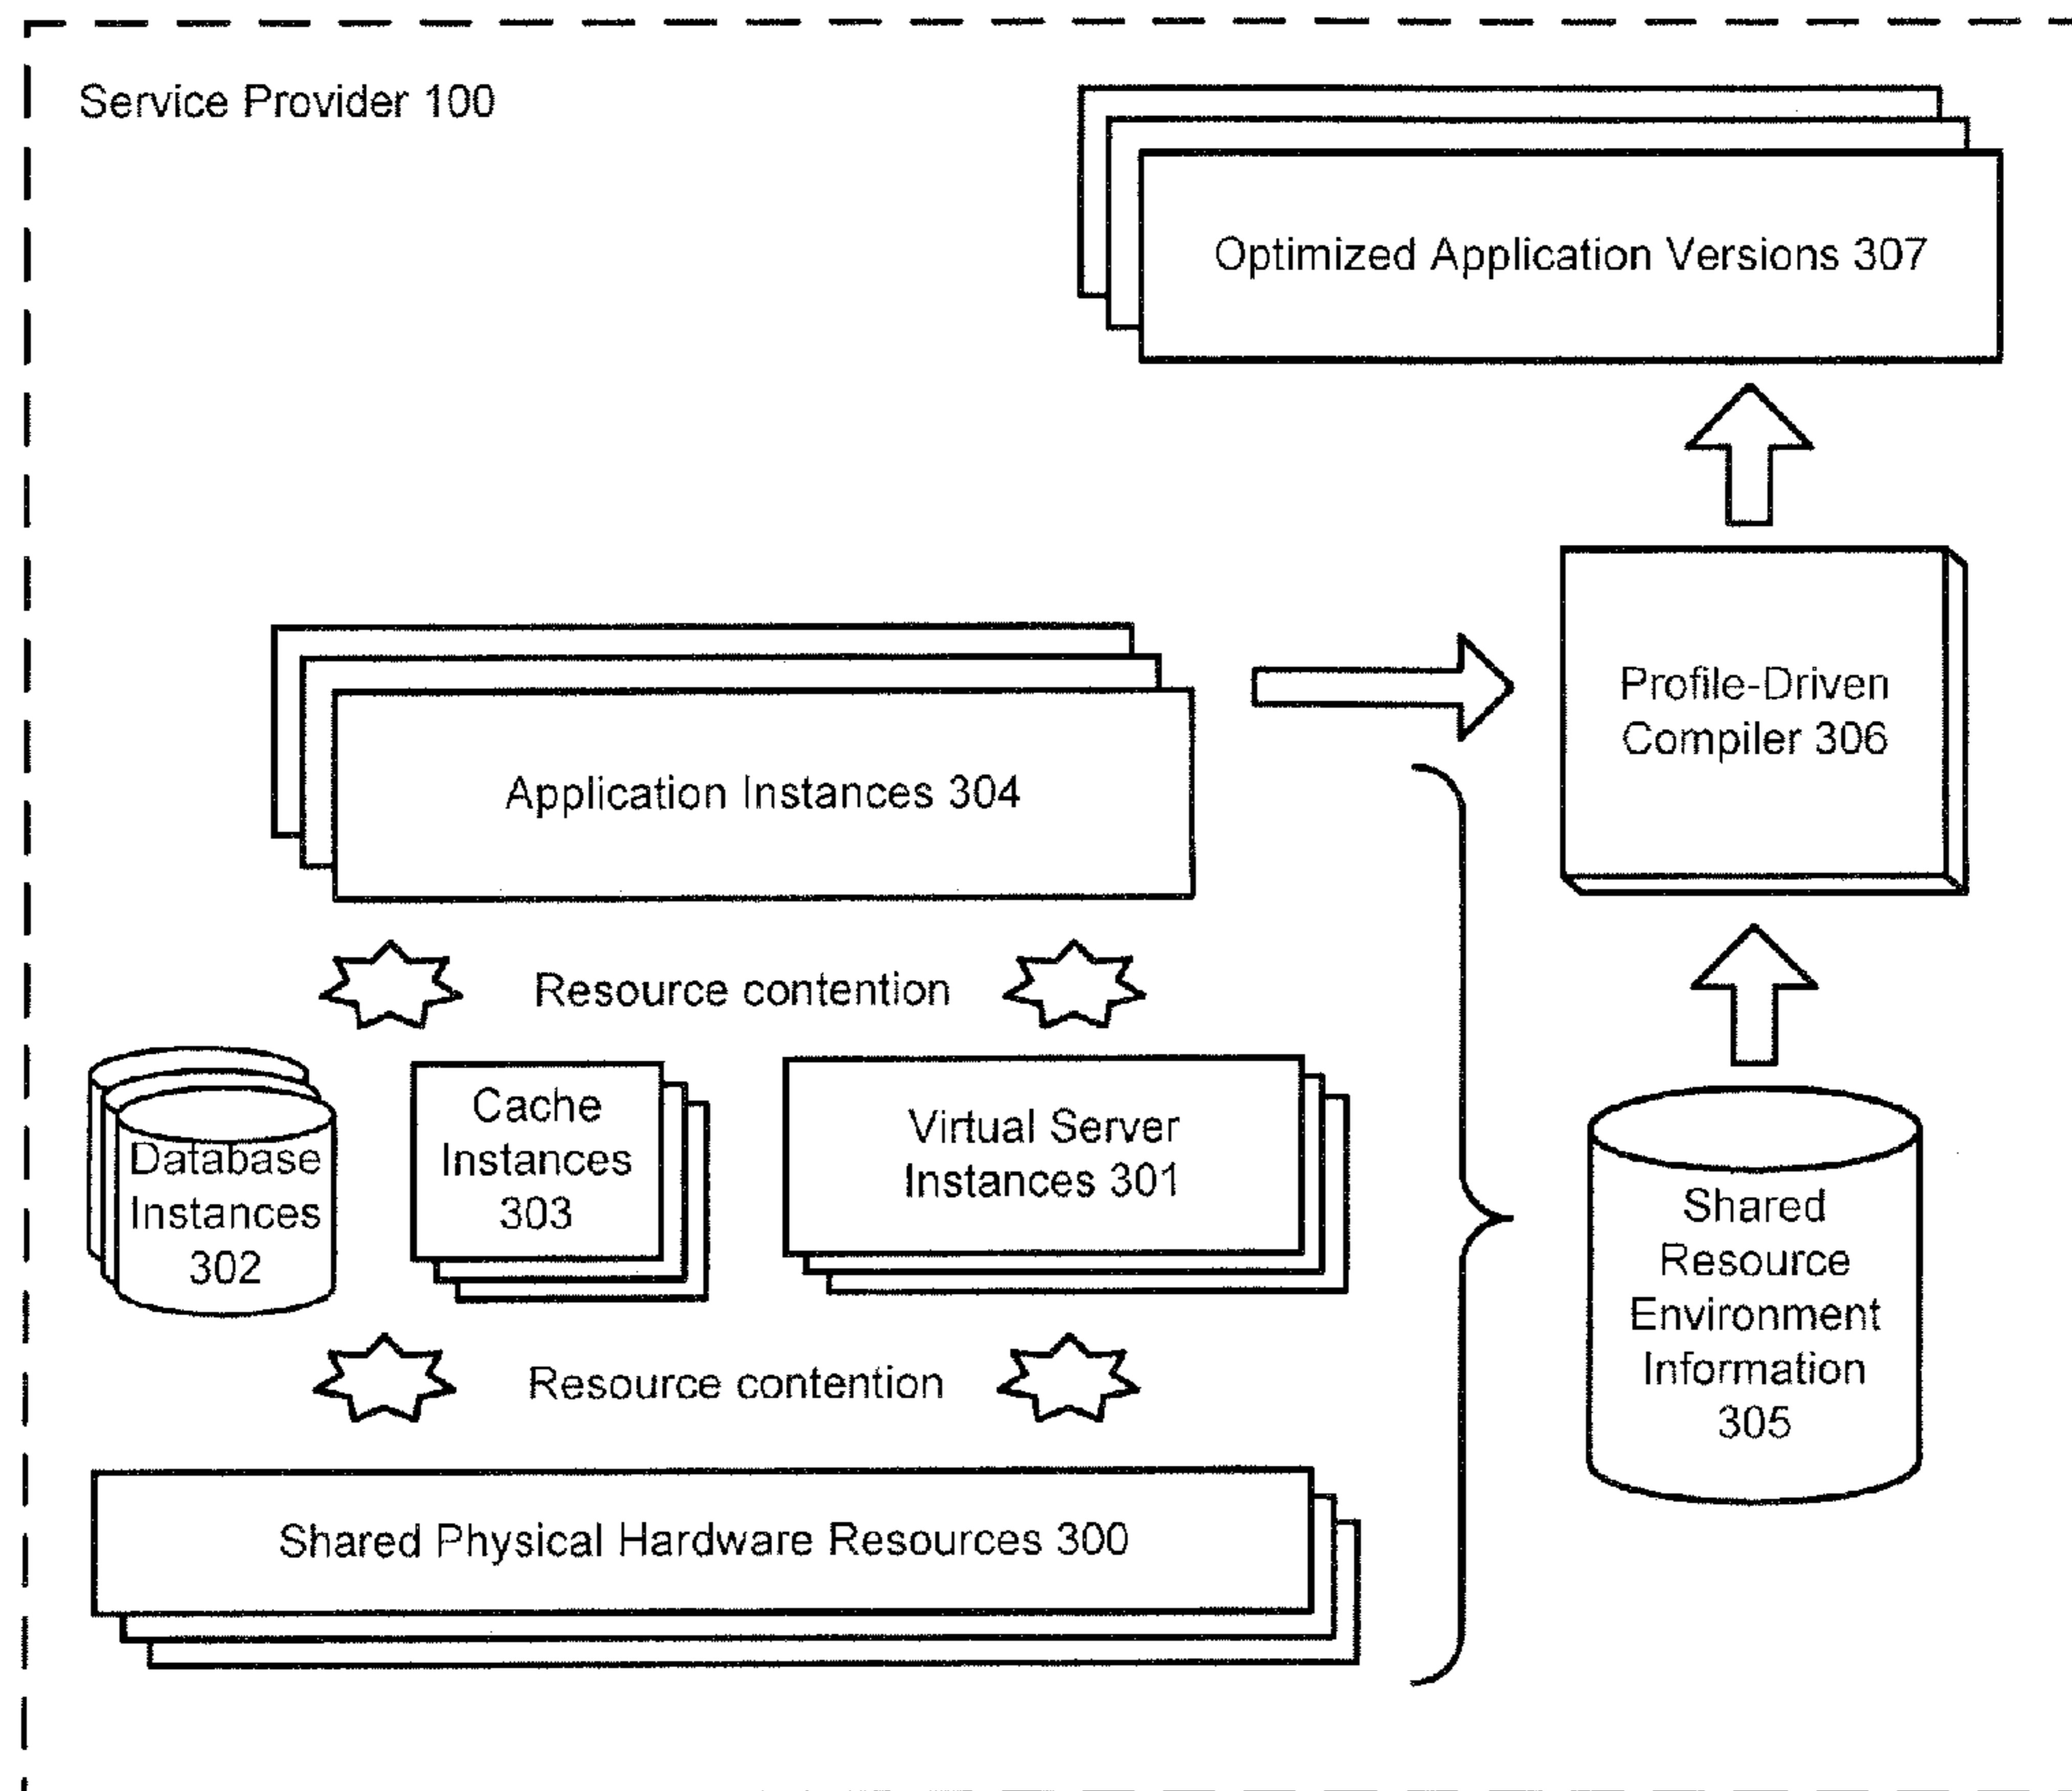 Service Provider 100
Optimized Application Versions 307
Profile-Driven
Compiler 306
Application Instances 304
Resource contention
Database
Instances
302
Cache
Instances
303
Virtual Server
Instances 301
Shared
Resource
Environment
Information
305
Resource contention
Shared Physical Hardware Resources 300